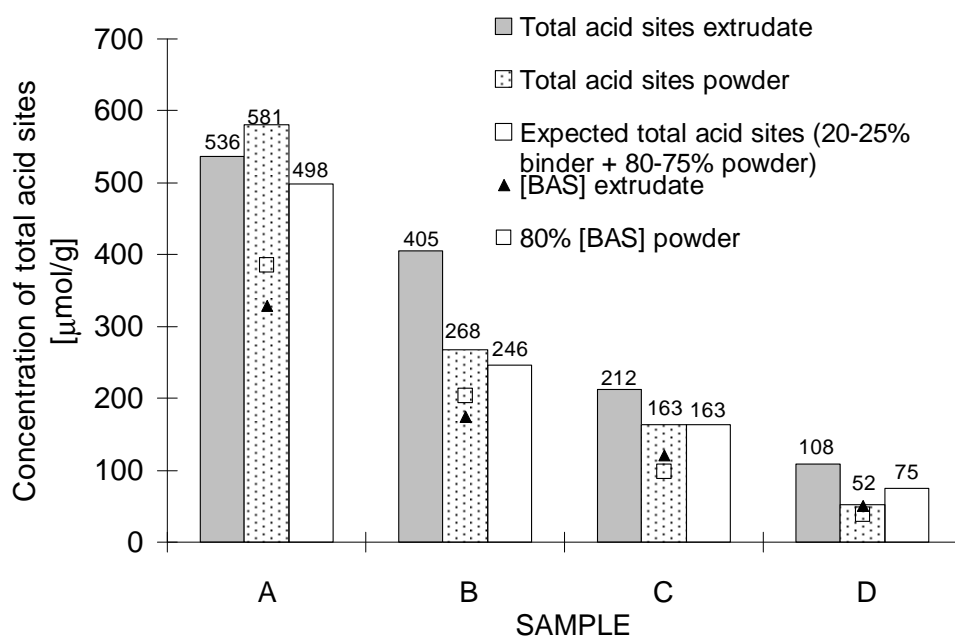 Concentration of total acid sites
[μmol/g]
700
600
500
400
300
200
100
0
Total acid sites extrudate
Total acid sites powder
Expected total acid sites (20-25%
binder + 80-75% powder)
[BAS] extrudate
80% [BAS] powder
536
581
498
405
268
246
212
163
163
108
52
75
A
B
C
D
SAMPLE